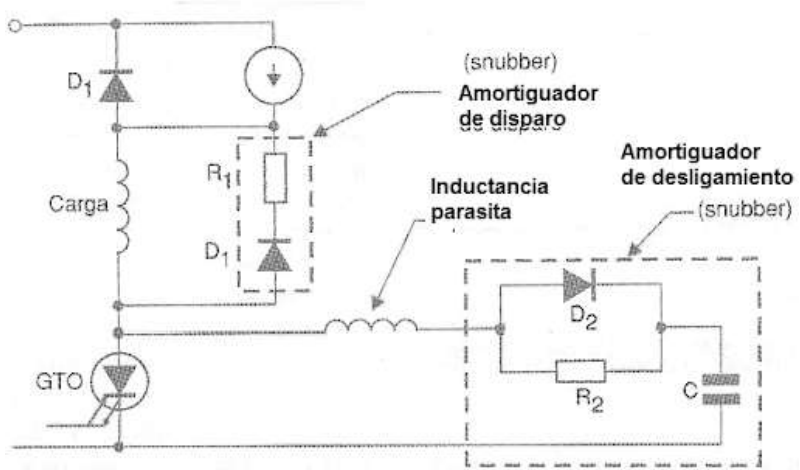 (snubber)
Amortiguador
de disparo
D1
Amortiguador
de desligamiento
(snubber)
R1
Inductancia
parasita
Carga
D1
D2
GTO
R2
C